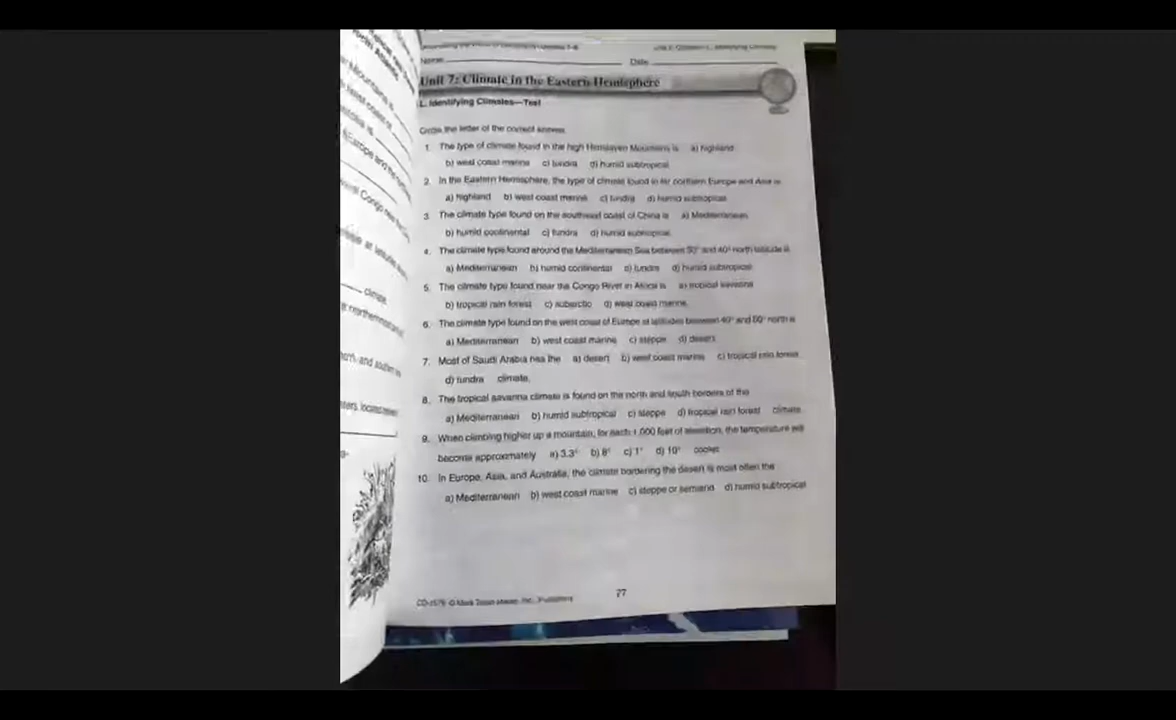 Name
Date
Unit 7: Climate in the Eastern Hemisphere
L. Identifying Climates—Test
Circle the letter of the correct answer.
1. The type of climate found in the high Himalayan Mountains is a) highland
b) west coast marine c) tundra d) humid subtropical
2. In the Eastern Hemisphere, the type of climate found in far northern Europe and Asia is
a) highland b) west coast marine c) tundra d) humid subtropical
3. The climate type found on the southeast coast of China is a) Mediterranean
b) humid continental c) tundra d) humid subtropical
4. The climate type found around the Mediterranean Sea between 30° and 40° north latitude is
a) Mediterranean b) humid continental c) tundra d) humid subtropical
5. The climate type found near the Congo River in Africa is a) tropical savanna
b) tropical rain forest c) subarctic d) west coast marine
6. The climate type found on the west coast of Europe at latitudes between 40° and 60° north is
a) Mediterranean b) west coast marine c) steppe d) desert
7. Most of Saudi Arabia has the a) desert b) west coast marine c) tropical rain forest
d) tundra climate.
8. The tropical savanna climate is found on the north and south borders of the
a) Mediterranean b) humid subtropical c) steppe d) tropical rain forest climate
9. When climbing higher up a mountain, for each 1,000 feet of elevation, the temperature will
become approximately a) 3.3° b) 8° c) 1° d) 10° cooler
10. In Europe, Asia, and Australia, the climate bordering the desert is most often the
a) Mediterranean b) west coast marine c) steppe or semiarid d) humid subtropical
77
Mountains is
Europe and the
Congo
climate.